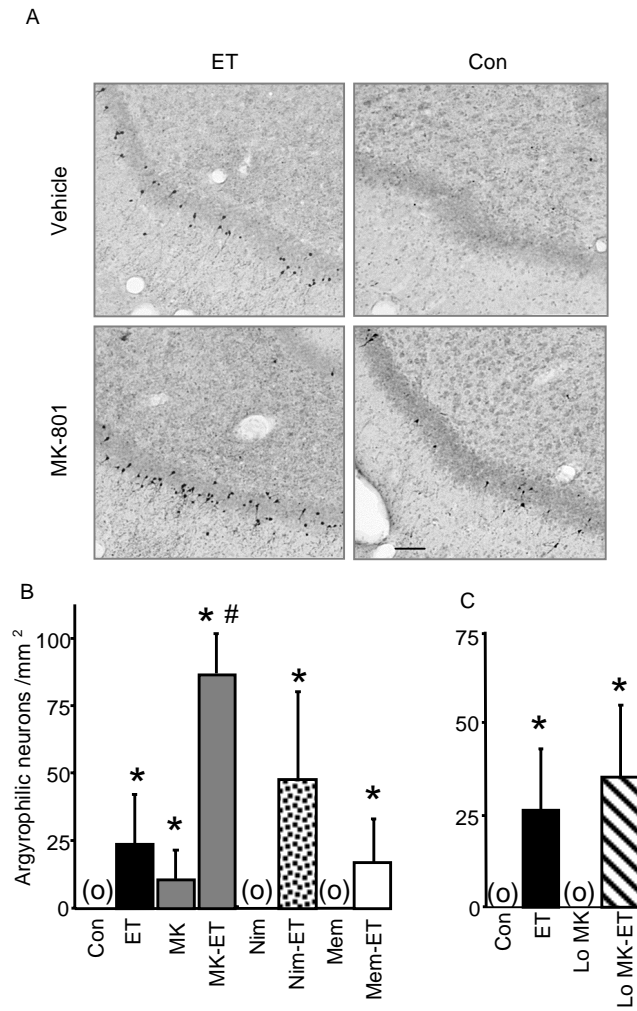 A
ET Con
Vehicle
MK-801
B
Argyrophilic neurons /mm 2
100
75
50
25
0
* # * * * * *
(o) (o) (o)
Con ET MK MK-ET Nim Nim-ET Mem Mem-ET
C
75
50
25
0
* *
(o) (o)
Con ET Lo MK Lo MK-ET